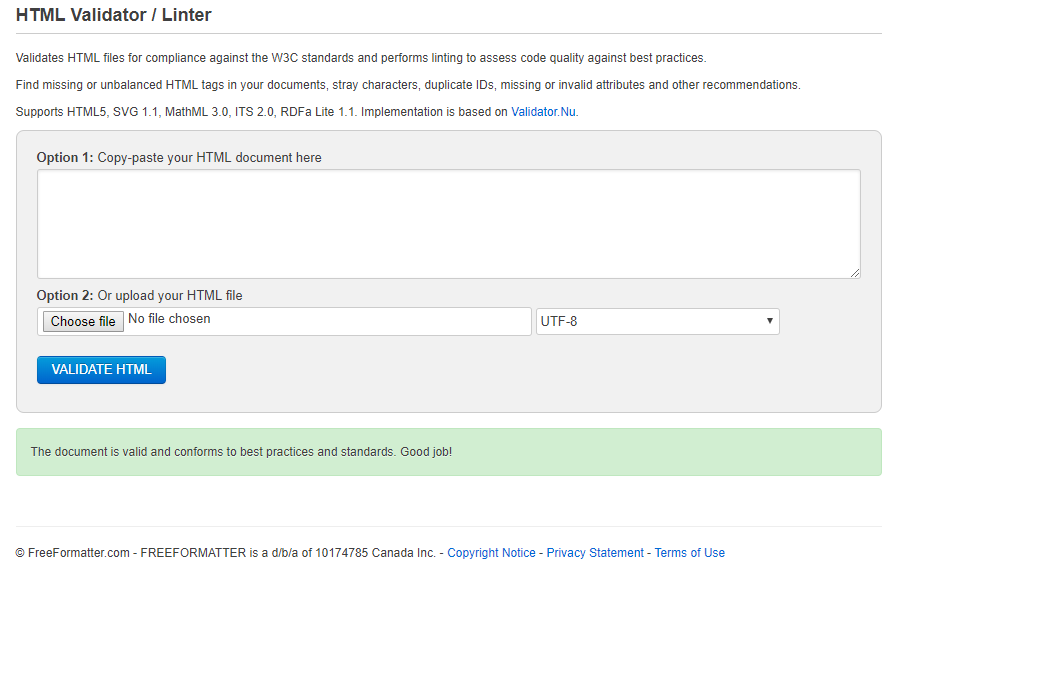 HTML Validator / Linter
Validates HTML files for compliance against the W3C standards and performs linting to assess code quality against best practices.
Find missing or unbalanced HTML tags in your documents, stray characters, duplicate IDs, missing or invalid attributes and other recommendations.
Supports HTML5, SVG 1.1, MathML 3.0, ITS 2.0, RDFa Lite 1.1. Implementation is based on Validator.Nu.
Option 1: Copy-paste your HTML document here
Option 2: Or upload your HTML file
Choose file No file chosen UTF-8
VALIDATE HTML
The document is valid and conforms to best practices and standards. Good job!
© FreeFormatter.com - FREEFORMATTER is a d/b/a of 10174785 Canada Inc. - Copyright Notice - Privacy Statement - Terms of Use